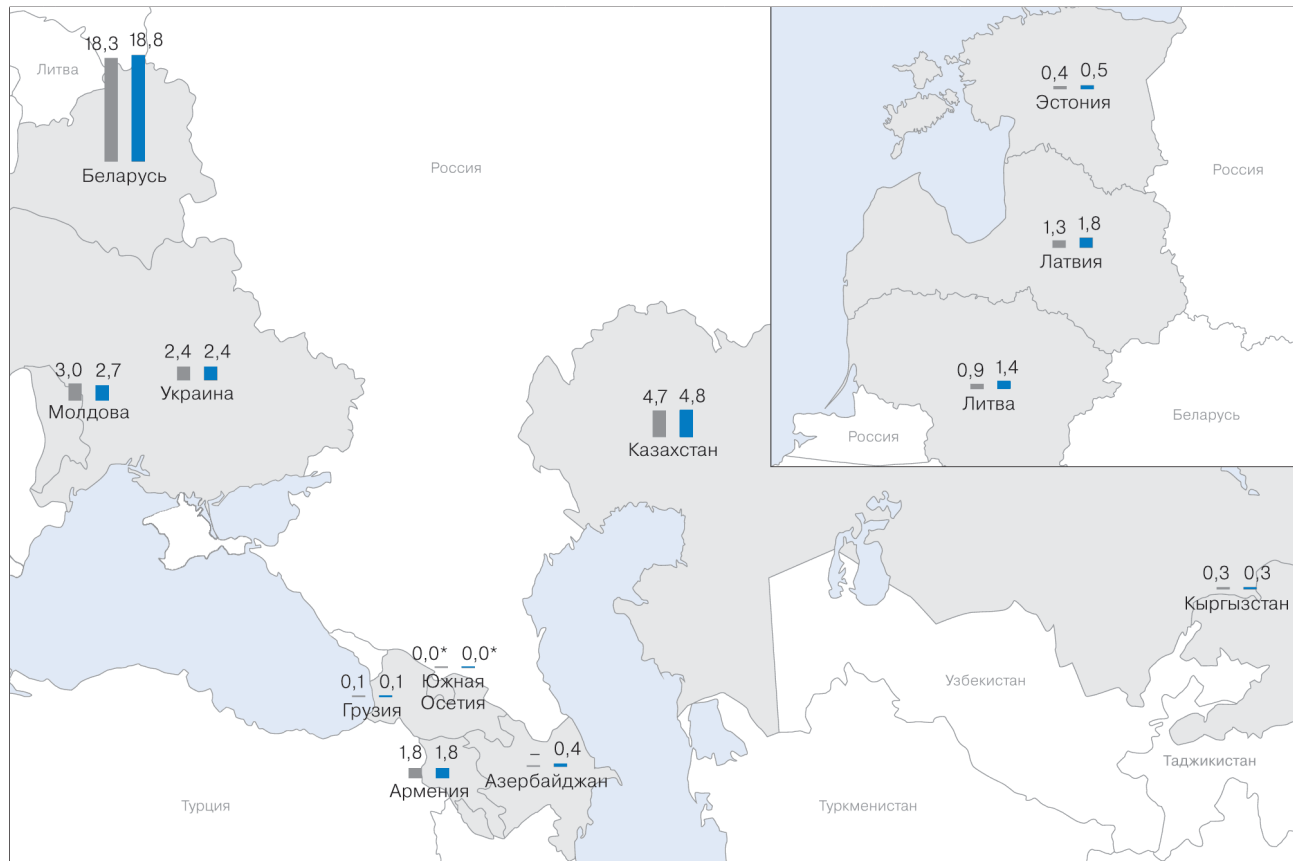 18,3 18,8
Литва
Беларусь
Россия
3,0 2,7
Молдова
2,4 2,4
Украина
4,7 4,8
Казахстан
0,4 0,5
Эстония
Россия
1,3 1,8
Латвия
0,9 1,4
Литва
Беларусь
Россия
0,3 0,3
Кыргызстан
0,0* 0,0*
Южная
Осетия
0,1 0,1
Грузия
1,8 1,8
Армения
– 0,4
Азербайджан
Узбекистан
Таджикистан
Турция
Туркменистан